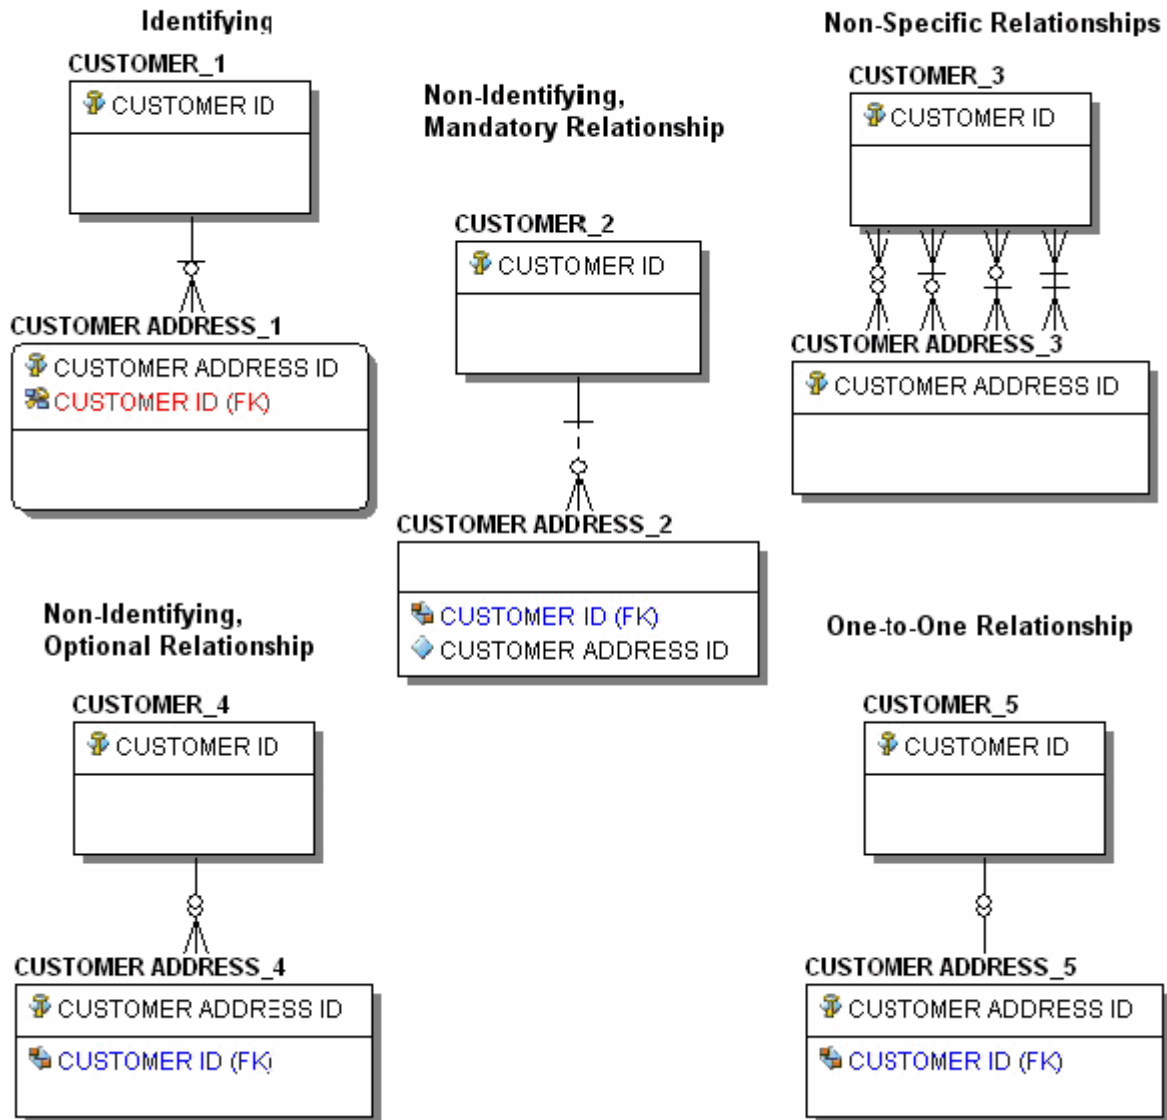 Identifying
CUSTOMER_1
CUSTOMER ID
CUSTOMER ADDRESS_1
CUSTOMER ADDRESS ID
CUSTOMER ID (FK)
Non-Identifying,
Mandatory Relationship
CUSTOMER_2
CUSTOMER ID
CUSTOMER ADDRESS_2
CUSTOMER ID (FK)
CUSTOMER ADDRESS ID
Non-Specific Relationships
CUSTOMER_3
CUSTOMER ID
CUSTOMER ADDRESS_3
CUSTOMER ADDRESS ID
Non-Identifying,
Optional Relationship
CUSTOMER_4
CUSTOMER ID
CUSTOMER ADDRESS_4
CUSTOMER ADDRESS ID
CUSTOMER ID (FK)
One-to-One Relationship
CUSTOMER_5
CUSTOMER ID
CUSTOMER ADDRESS_5
CUSTOMER ADDRESS ID
CUSTOMER ID (FK)